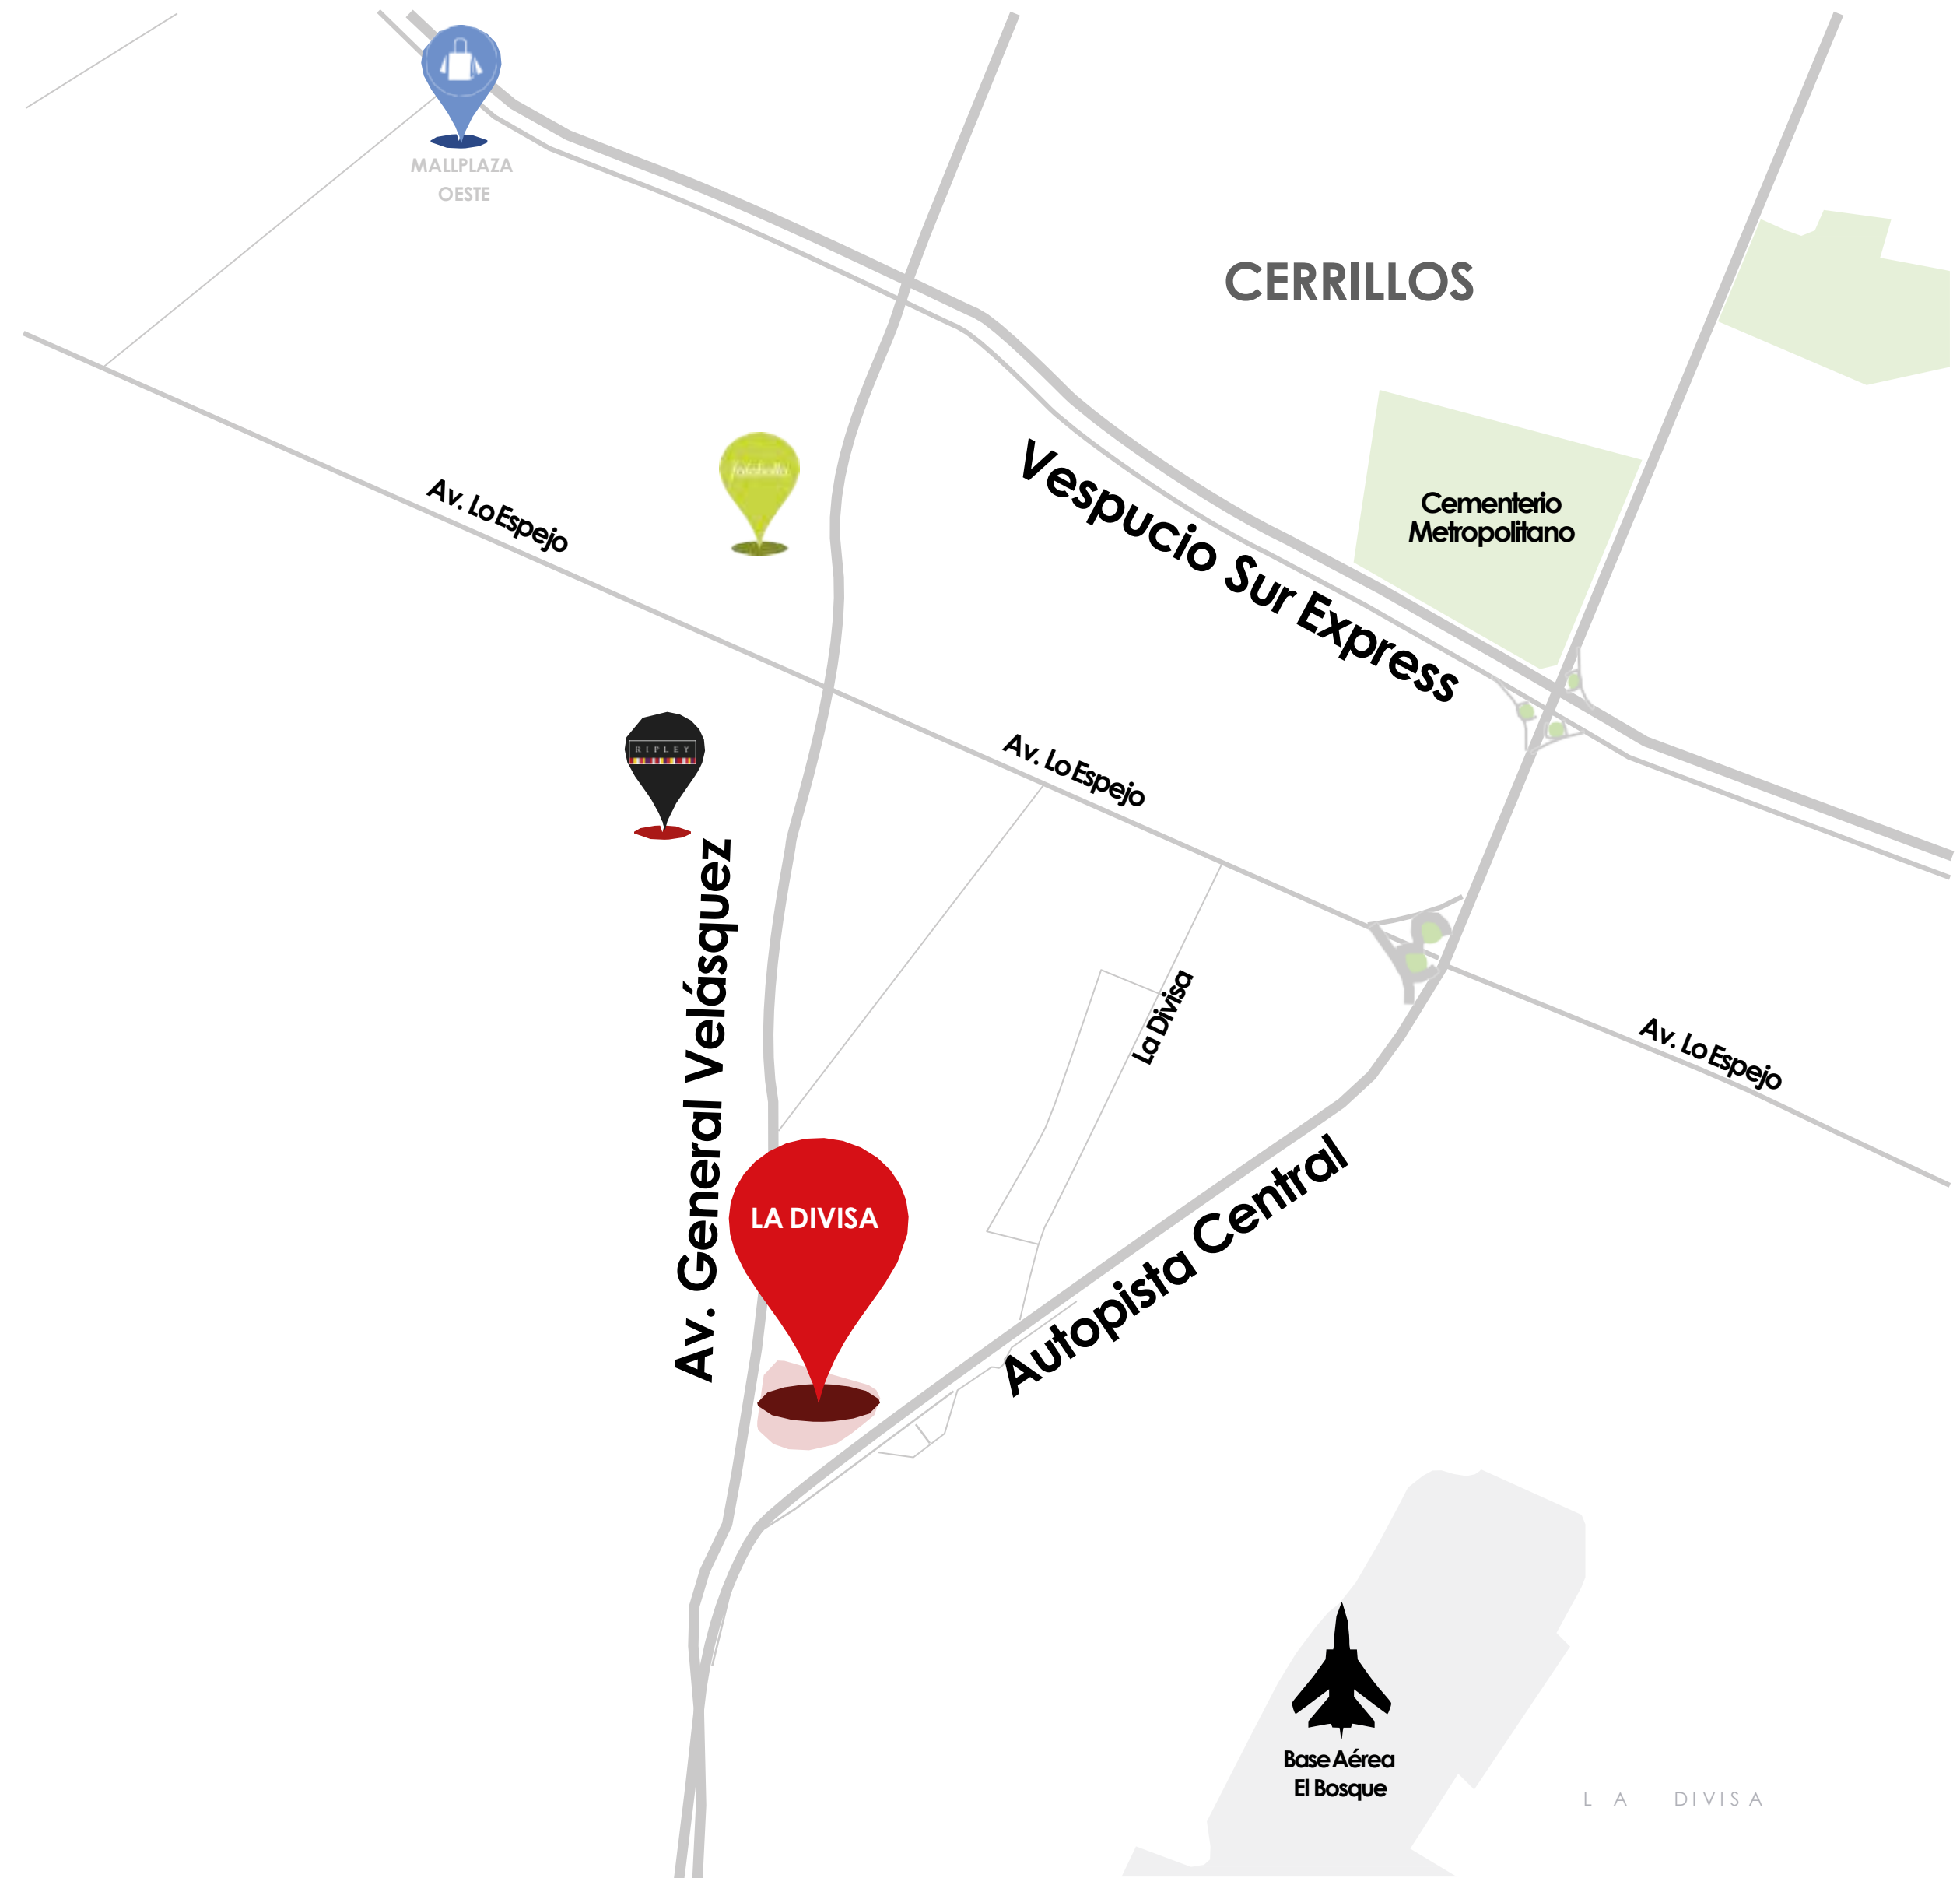 MALLPLAZA
OESTE
CERRILLOS
falabella
Av. Lo Espejo
Vespucio Sur Express
Cementerio
Metropolitano
RIPLEY
Av. Lo Espejo
Av. General Velásquez
La Divisa
Av. Lo Espejo
LA DIVISA
Autopista Central
Base Aérea
El Bosque
LA DIVISA